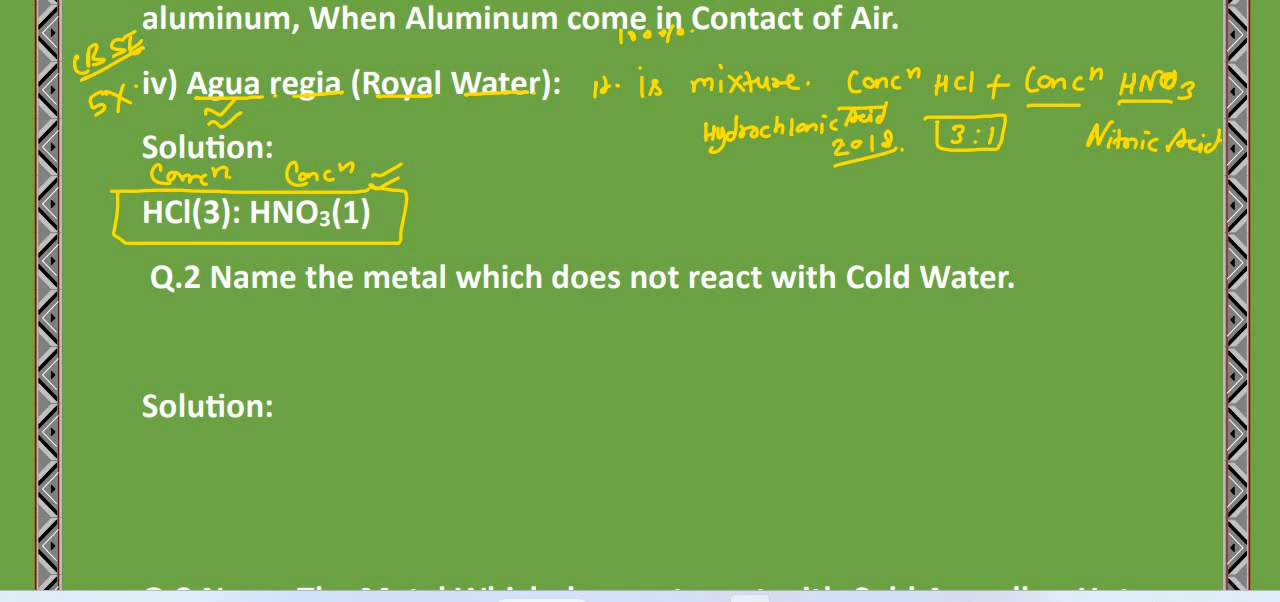 aluminum, When Aluminum come in Contact of Air.
100%.
CBSE
5X
iv) Agua regia (Royal Water): It is mixture. Concⁿ HCl + Concⁿ HNO₃
Hydrochloric Acid 3:1 Nitric Acid
2018.
Solution:
Concⁿ Concⁿ
HCl(3): HNO₃(1)
Q.2 Name the metal which does not react with Cold Water.
Solution: